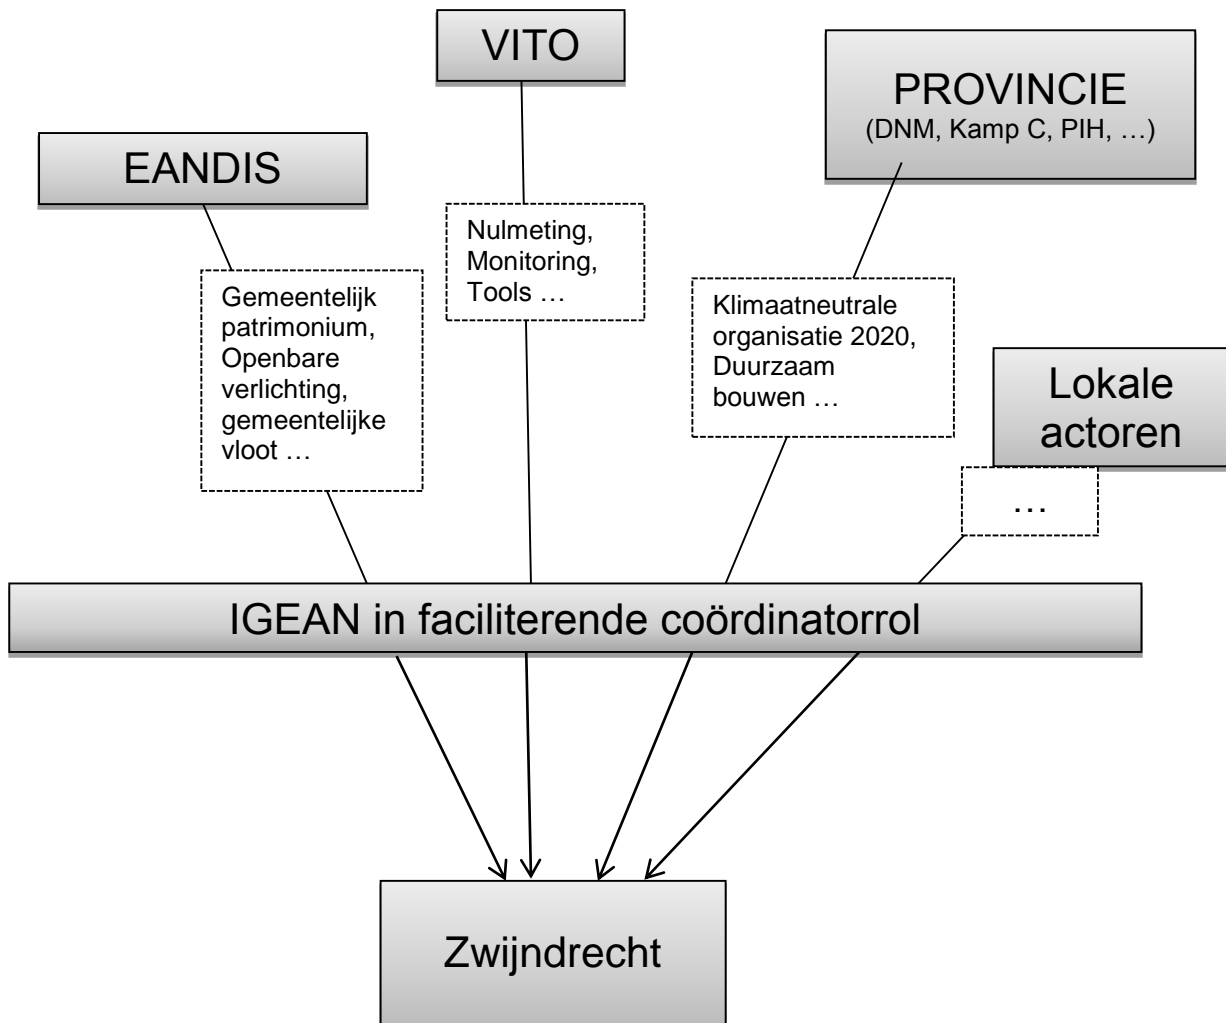 VITO
PROVINCIE
(DNM, Kamp C, PIH, …)
EANDIS
Nulmeting,
Monitoring,
Tools …
Gemeentelijk
patrimonium,
Openbare
verlichting,
gemeentelijke
vloot …
Klimaatneutrale
organisatie 2020,
Duurzaam
bouwen …
Lokale
actoren
…
IGEAN in faciliterende coördinatorrol
Zwijndrecht